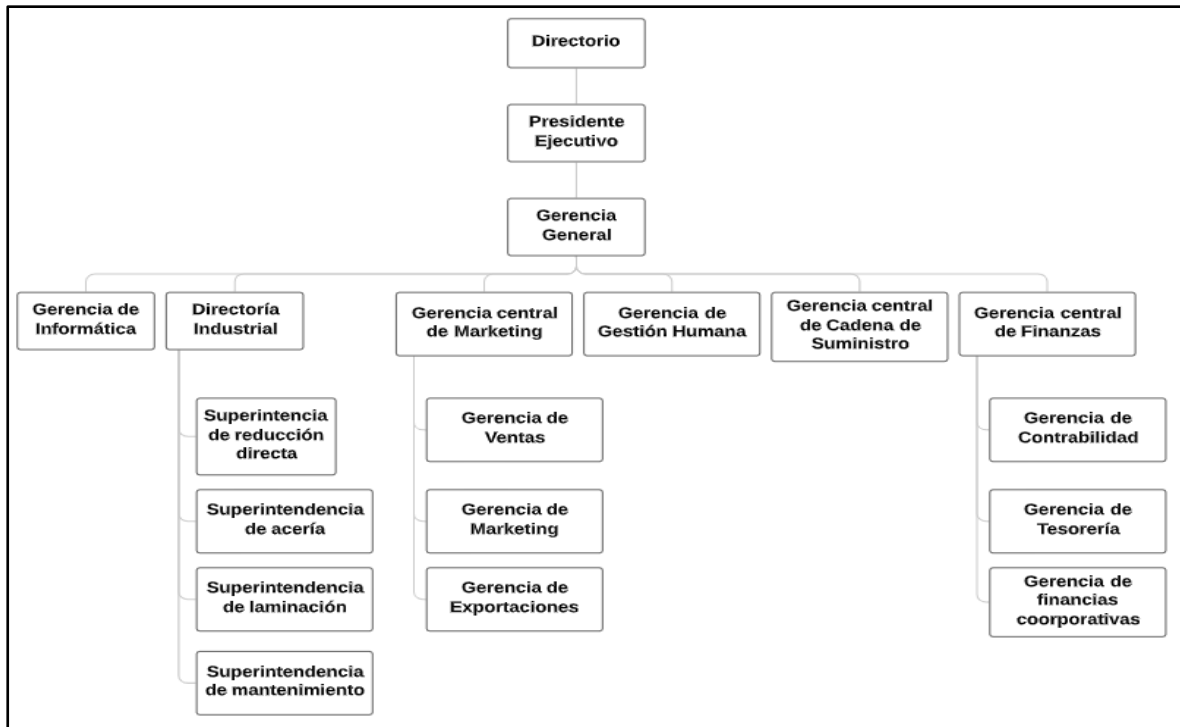 Directorio
Presidente
Ejecutivo
Gerencia
General
Gerencia de
Informática
Directoría
Industrial
Gerencia central
de Marketing
Gerencia de
Gestión Humana
Gerencia central
de Cadena de
Suministro
Gerencia central
de Finanzas
Superintencia
de reducción
directa
Superintendencia
de acería
Superintendencia
de laminación
Superintendencia
de mantenimiento
Gerencia de
Ventas
Gerencia de
Marketing
Gerencia de
Exportaciones
Gerencia de
Contrabilidad
Gerencia de
Tesorería
Gerencia de
financias
coorporativas